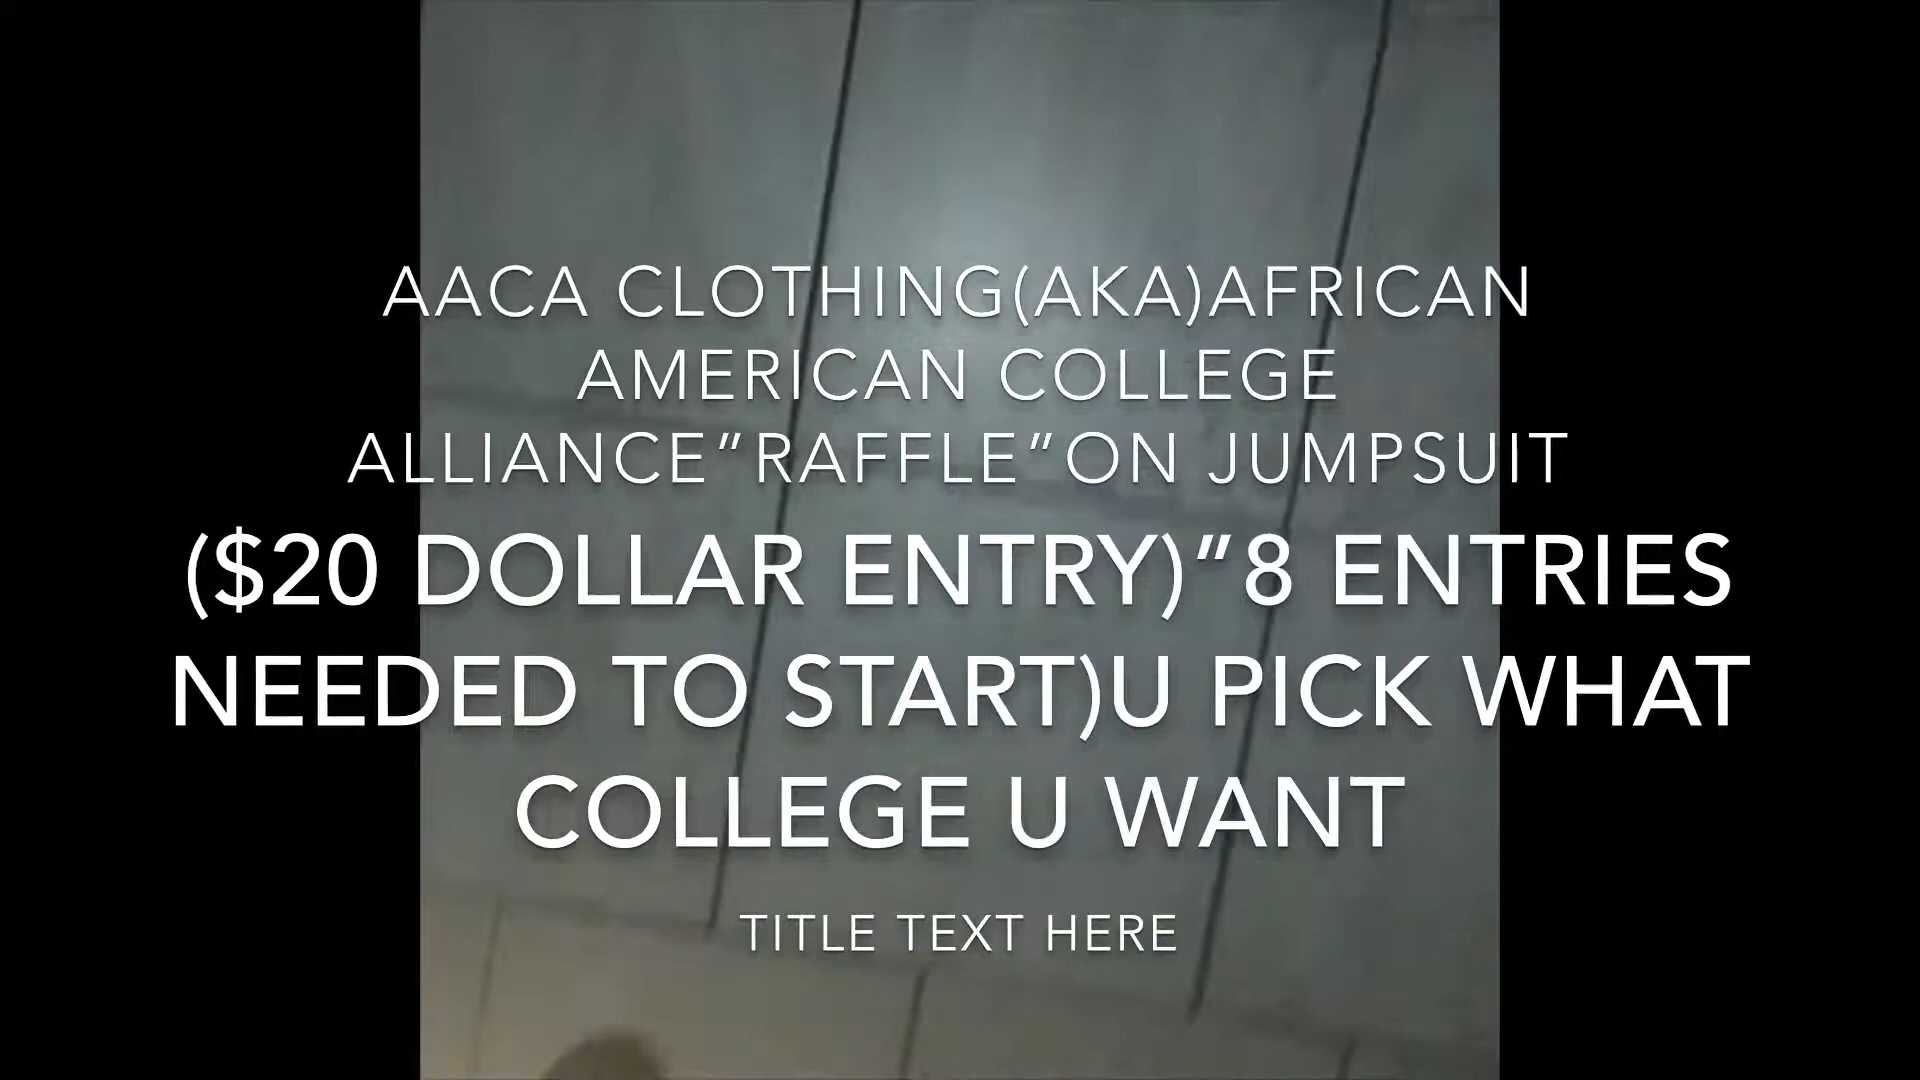 AACA CLOTHING(AKA)AFRICAN
AMERICAN COLLEGE
ALLIANCE"RAFFLE"ON JUMPSUIT
($20 DOLLAR ENTRY)"8 ENTRIES
NEEDED TO START)U PICK WHAT
COLLEGE U WANT
TITLE TEXT HERE